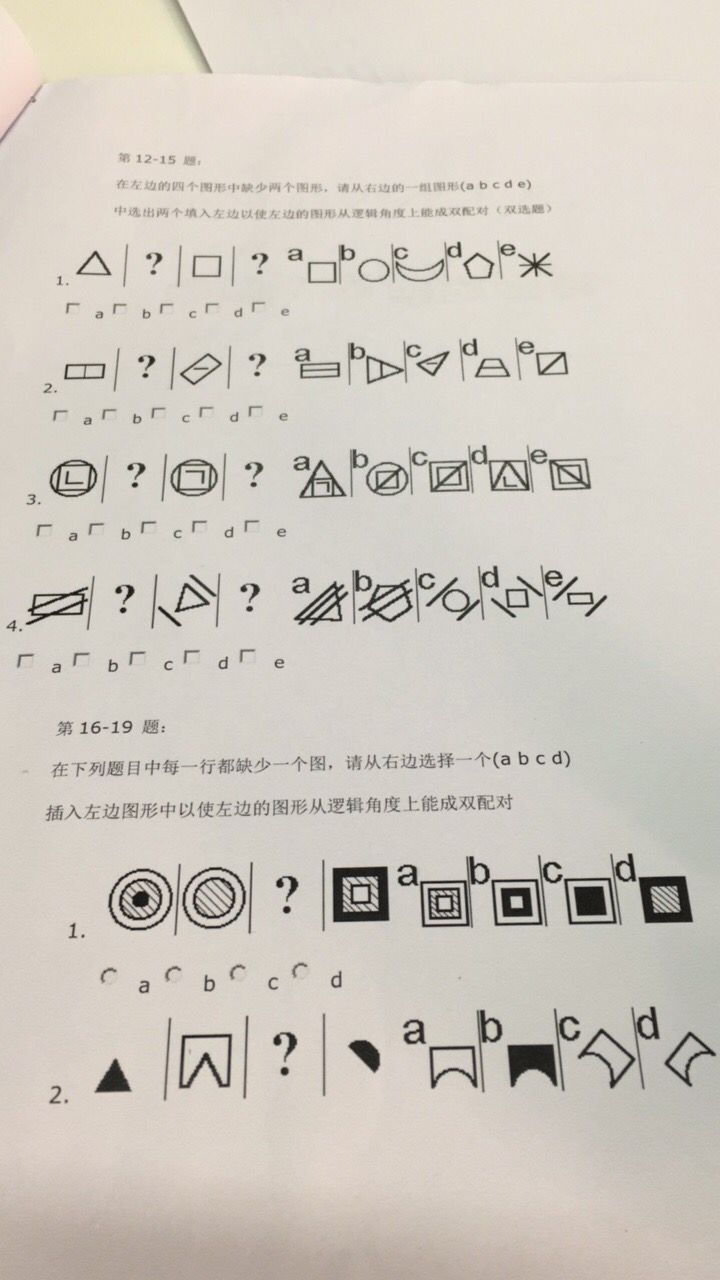 第 12-15 题：
在左边的四个图形中缺少两个图形，请从右边的一组图形(a b c d e)
中选出两个填入左边以使左边的图形从逻辑角度上能成双配对（双选题）
1. ? ? a b c d e
a b c d e
2. ? ? a b c d e
a b c d e
3. ? ? a b c d e
a b c d e
4. ? ? a b c d e
a b c d e
第 16-19 题：
在下列题目中每一行都缺少一个图，请从右边选择一个(a b c d)
插入左边图形中以使左边的图形从逻辑角度上能成双配对
1. ? a b c d
a b c d
2. ? a b c d